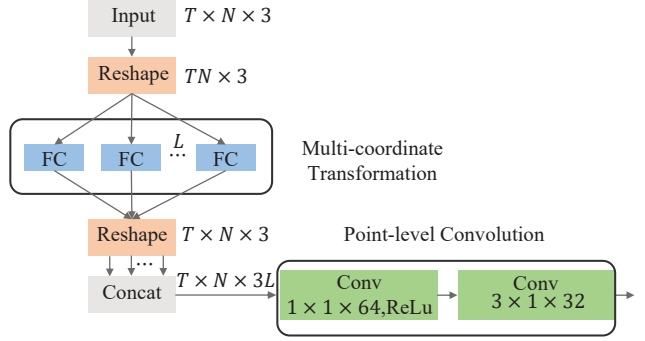 Input T × N × 3
Reshape TN × 3
FC FC L ... FC
Multi-coordinate
Transformation
Reshape T × N × 3
Point-level Convolution
...
Concat T × N × 3L
Conv
1 × 1 × 64,ReLu
Conv
3 × 1 × 32